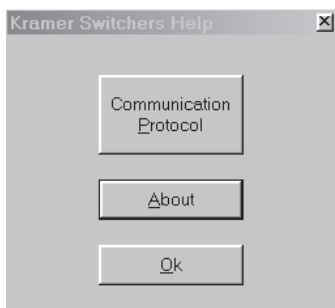 Kramer Switchers Help
Communication
Protocol
About
Ok